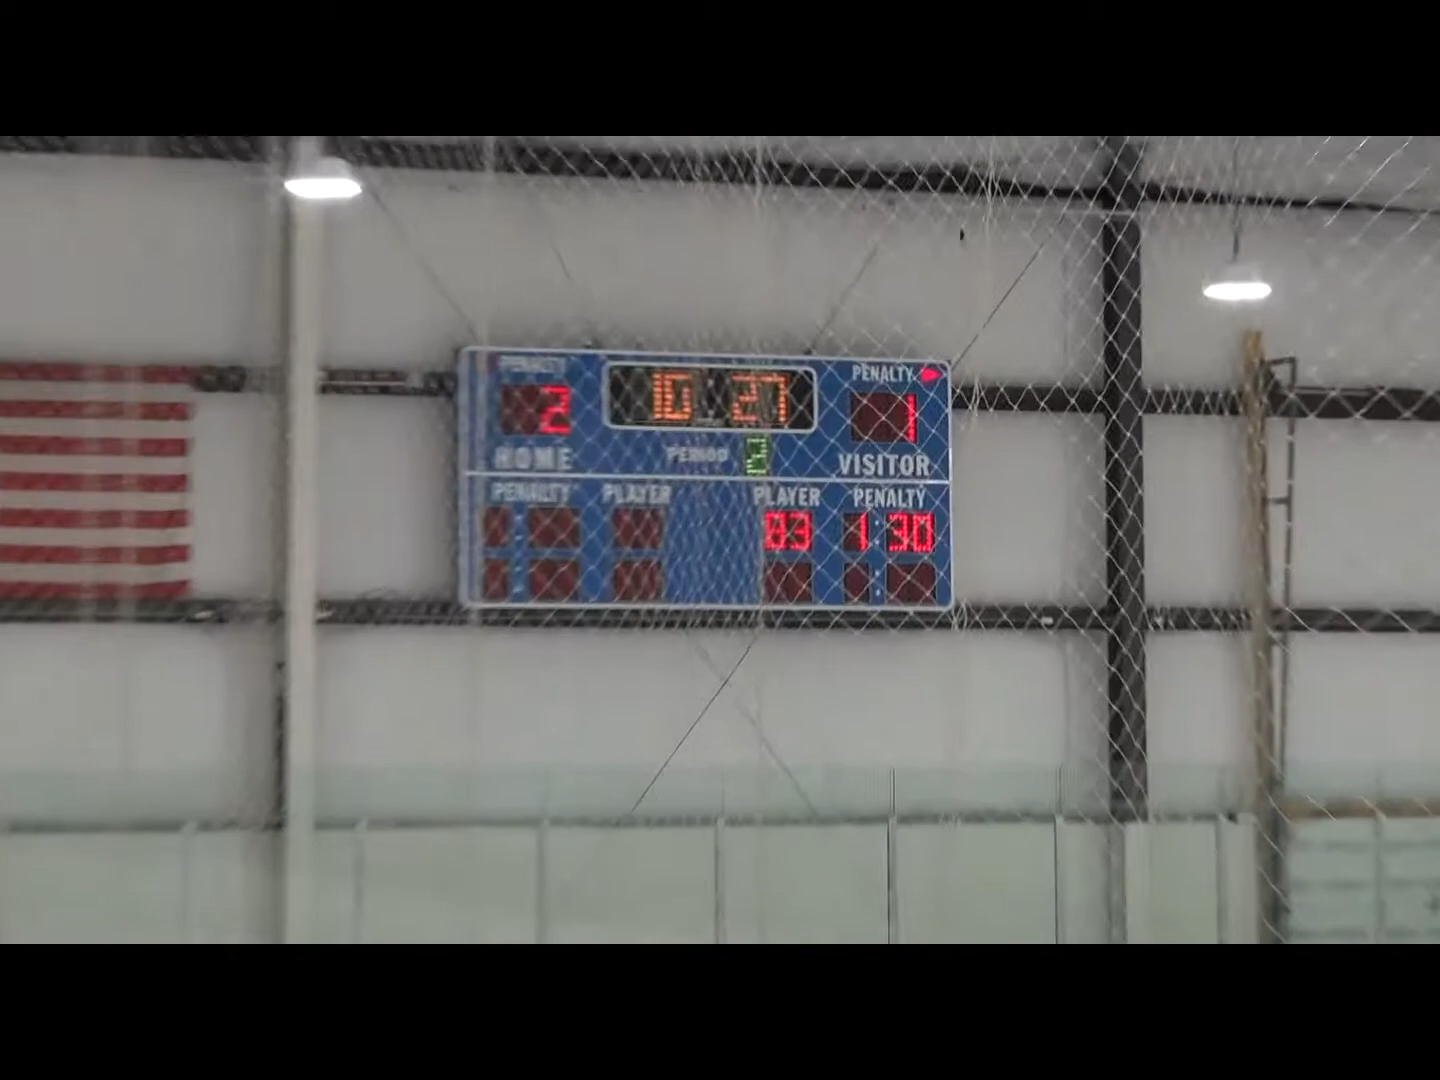 PENALTY 10:27 PENALTY
2 1
HOME PERIOD 2 VISITOR
PENALTY PLAYER PLAYER PENALTY
83 1:30